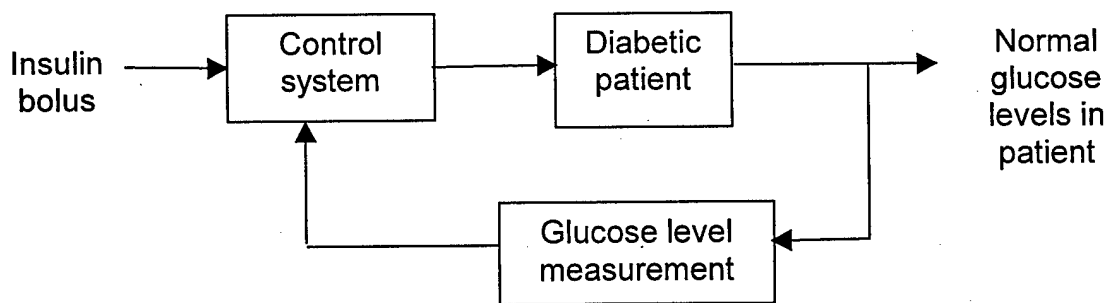 Insulin
bolus
Control
system
Diabetic
patient
Normal
glucose
levels in
patient
Glucose level
measurement